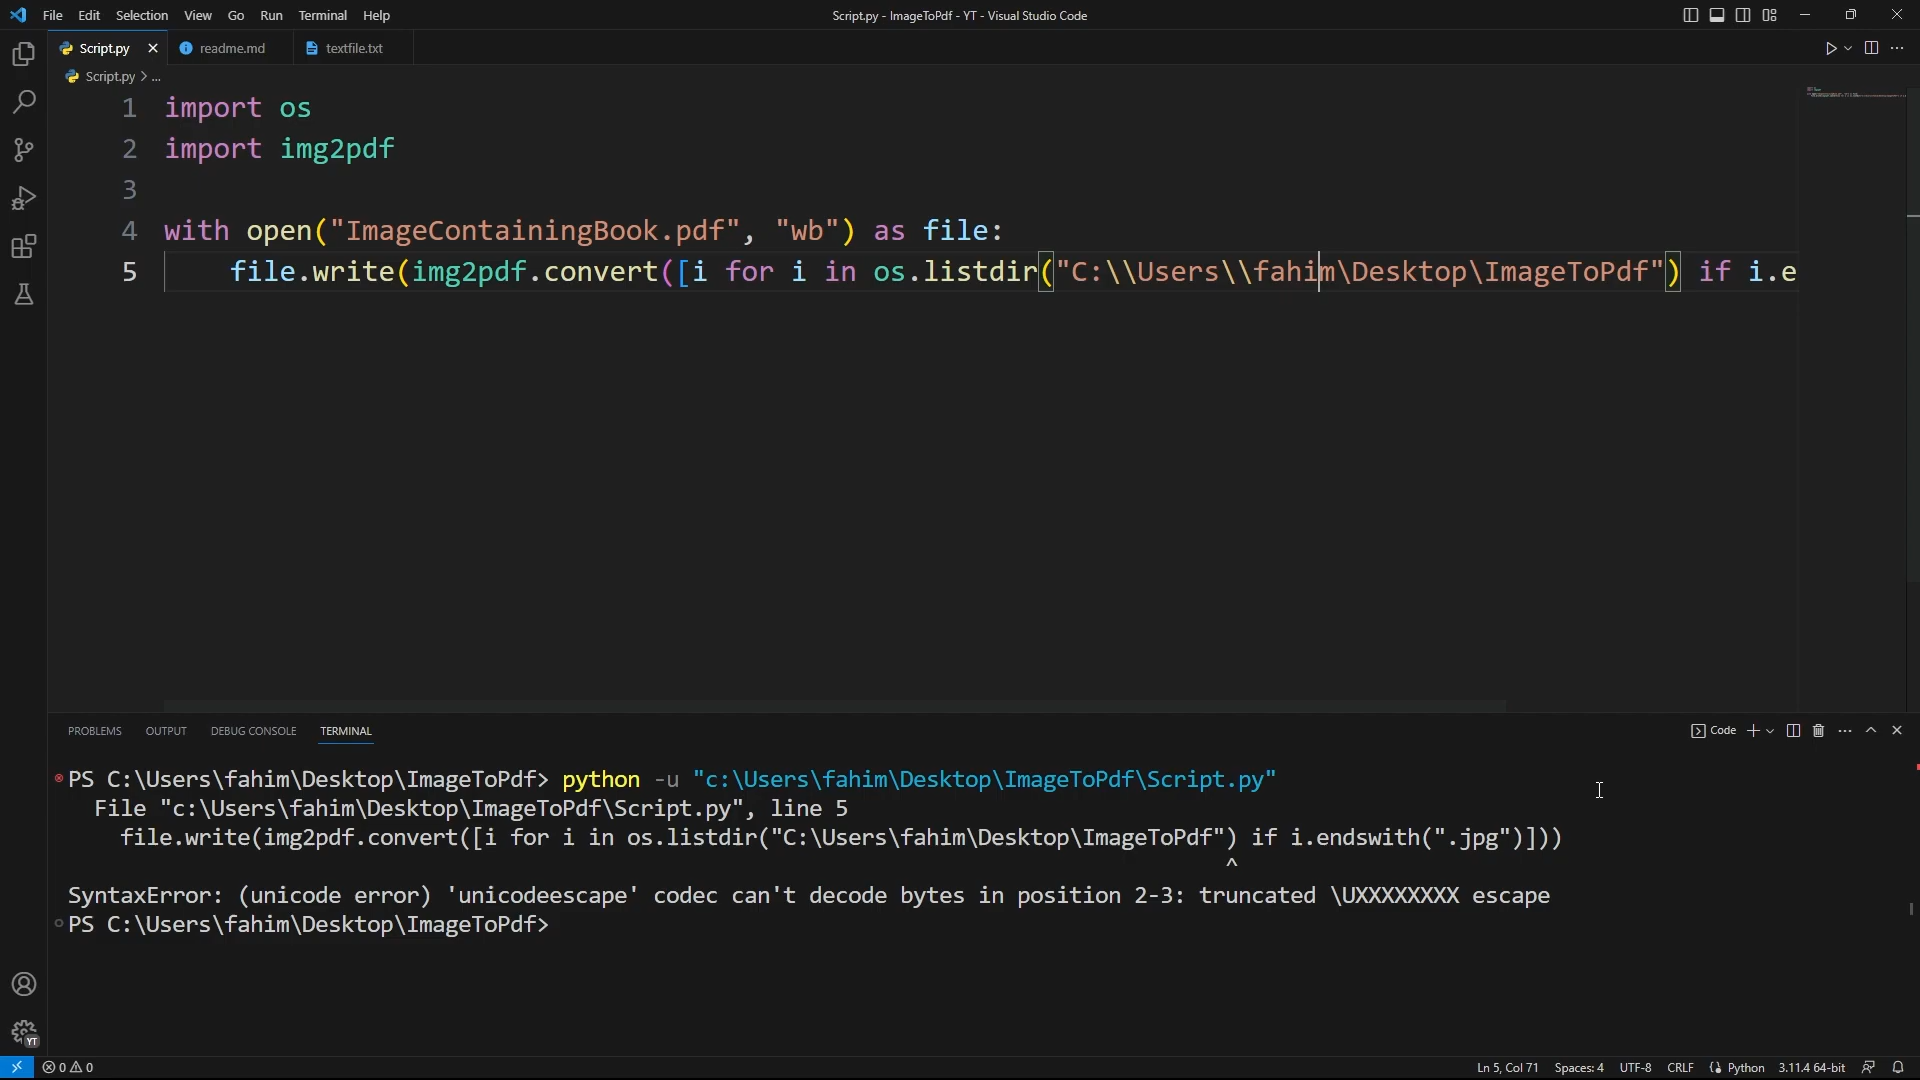 File Edit Selection View Go Run Terminal Help
Script.py - ImageToPdf - YT - Visual Studio Code
Script.py readme.md textfile.txt
Script.py > ...
1 import os
2 import img2pdf
3
4 with open("ImageContainingBook.pdf", "wb") as file:
5     file.write(img2pdf.convert([i for i in os.listdir("C:\\Users\\fahim\Desktop\ImageToPdf") if i.e
PROBLEMS OUTPUT DEBUG CONSOLE TERMINAL
Code
PS C:\Users\fahim\Desktop\ImageToPdf> python -u "c:\Users\fahim\Desktop\ImageToPdf\Script.py"
  File "c:\Users\fahim\Desktop\ImageToPdf\Script.py", line 5
    file.write(img2pdf.convert([i for i in os.listdir("C:\Users\fahim\Desktop\ImageToPdf") if i.endswith(".jpg")]))
^
SyntaxError: (unicode error) 'unicodeescape' codec can't decode bytes in position 2-3: truncated \UXXXXXXXX escape
PS C:\Users\fahim\Desktop\ImageToPdf>
YT
0 0
Ln 5, Col 71 Spaces: 4 UTF-8 CRLF Python 3.11.4 64-bit